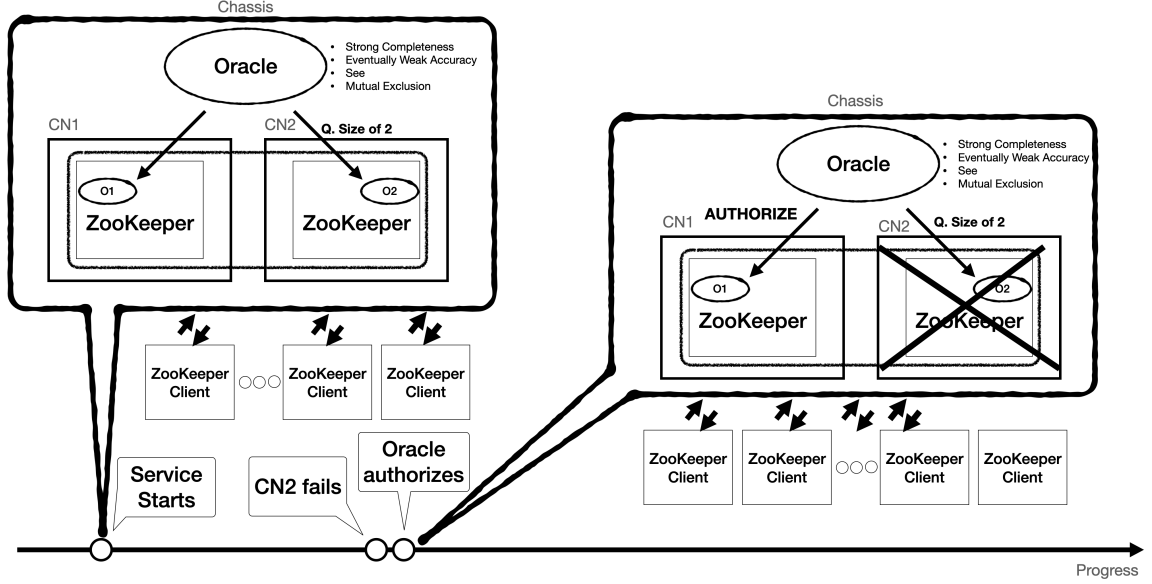 Chassis
Oracle
• Strong Completeness
• Eventually Weak Accuracy
• See
• Mutual Exclusion
CN1
CN2
Q. Size of 2
O1
O2
ZooKeeper
ZooKeeper
ZooKeeper
Client
ZooKeeper
Client
ZooKeeper
Client
Chassis
Oracle
• Strong Completeness
• Eventually Weak Accuracy
• See
• Mutual Exclusion
CN1
AUTHORIZE
CN2
Q. Size of 2
O1
O2
ZooKeeper
ZooKeeper
ZooKeeper
Client
ZooKeeper
Client
ZooKeeper
Client
ZooKeeper
Client
Service
Starts
CN2 fails
Oracle
authorizes
Progress